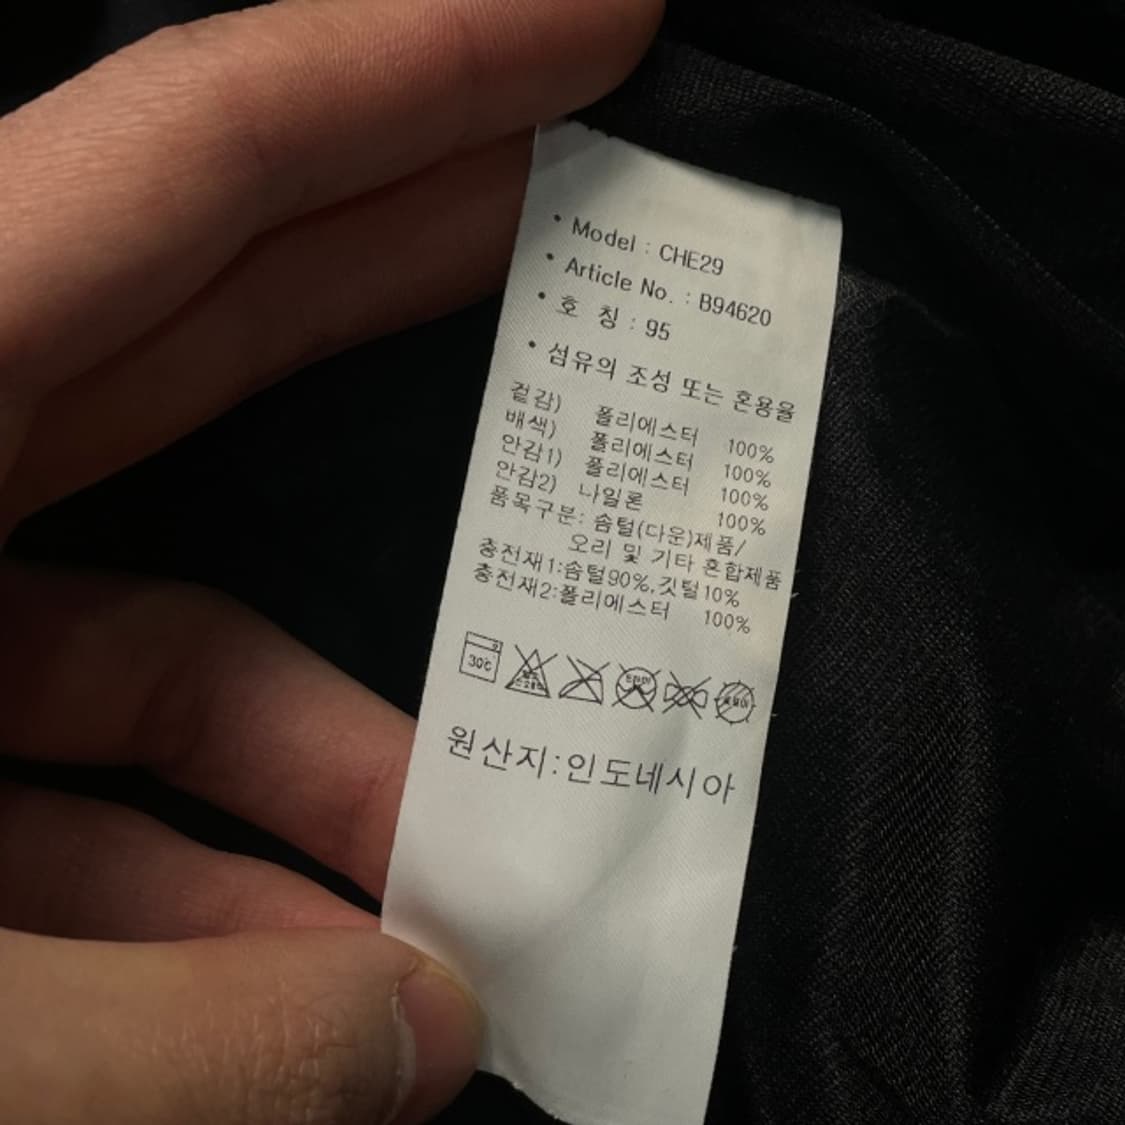 • Model : CHE29
• Article No. : B94620
• 호 칭 : 95
• 섬유의 조성 또는 혼용율
겉감) 폴리에스터 100%
배색) 폴리에스터 100%
안감1) 폴리에스터 100%
안감2) 나일론 100%
품목구분: 솜털(다운)제품/
오리 및 기타 혼합제품
충전재1:솜털90%,깃털10%
충전재2:폴리에스터 100%
30℃
원산지:인도네시아